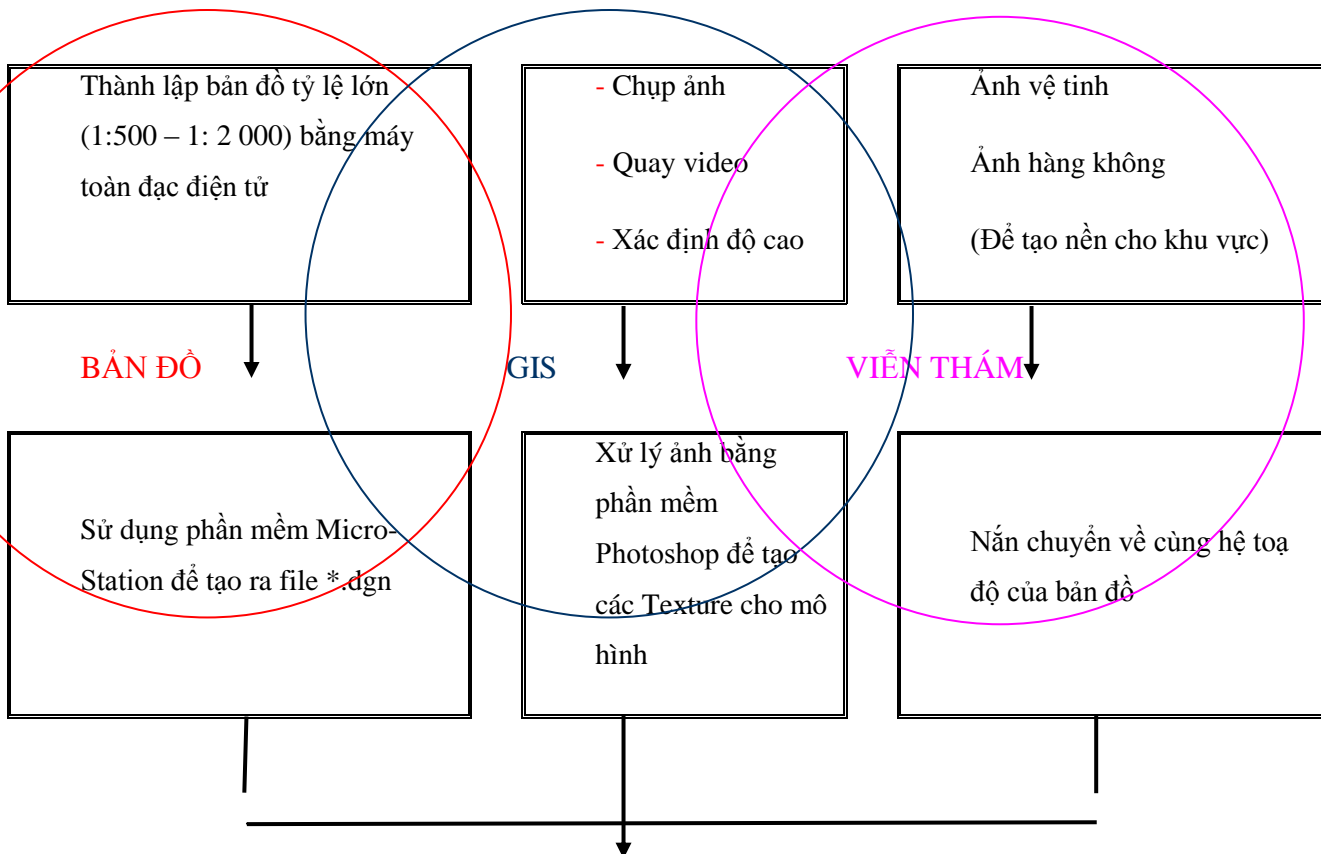 Thành lập bản đồ tỷ lệ lớn
(1:500 – 1: 2 000) bằng máy
toàn đạc điện tử
- Chụp ảnh
- Quay video
- Xác định độ cao
Ảnh vệ tinh
Ảnh hàng không
(Để tạo nền cho khu vực)
BẢN ĐỒ
GIS
VIỄN THÁM
Sử dụng phần mềm Micro-
Station để tạo ra file *.dgn
Xử lý ảnh bằng
phần mềm
Photoshop để tạo
các Texture cho mô
hình
Nắn chuyển về cùng hệ toạ
độ của bản đồ